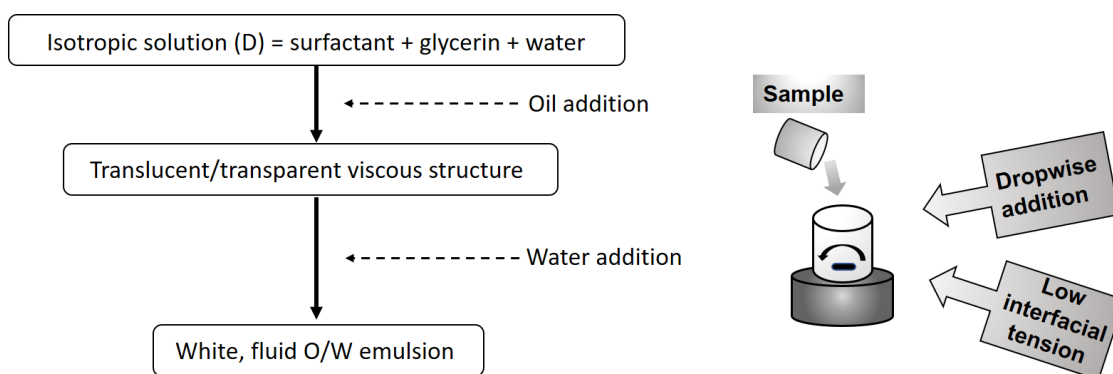 Isotropic solution (D) = surfactant + glycerin + water
Oil addition
Translucent/transparent viscous structure
Water addition
White, fluid O/W emulsion
Sample
Dropwise
addition
Low
interfacial
tension